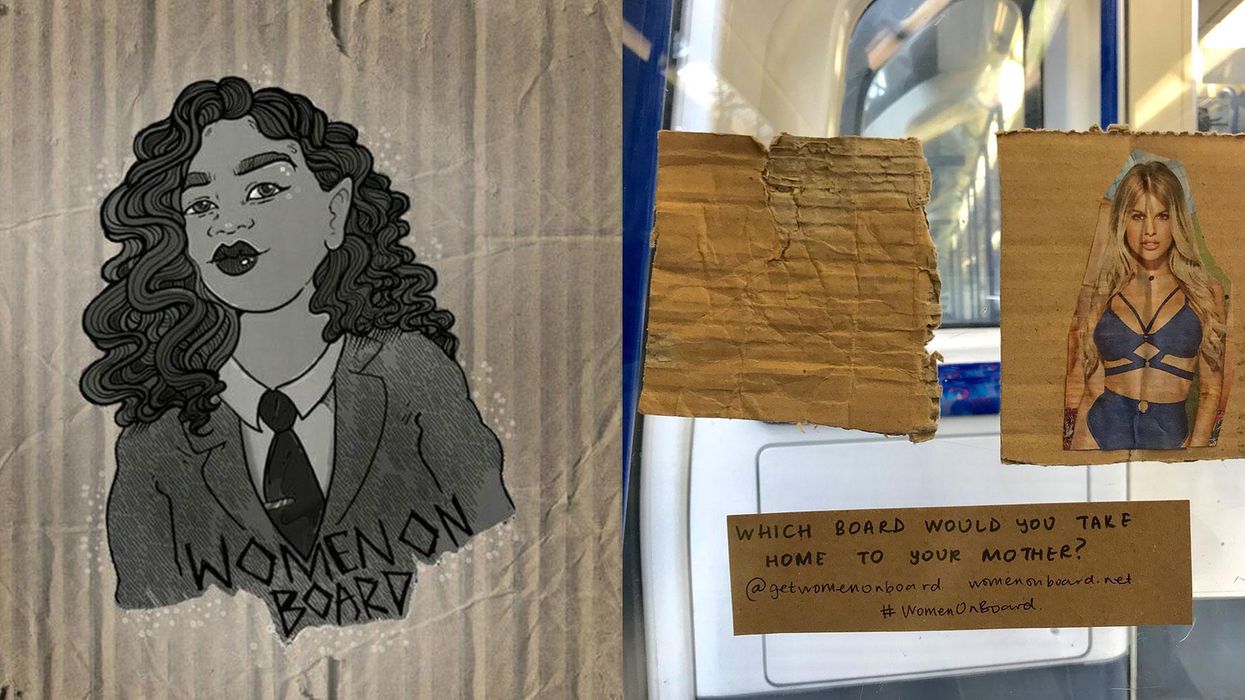 WOMEN ON
BOARD
WHICH BOARD WOULD YOU TAKE
HOME TO YOUR MOTHER?
@getwomenonboard womenonboard.net
#WomenOnBoard.